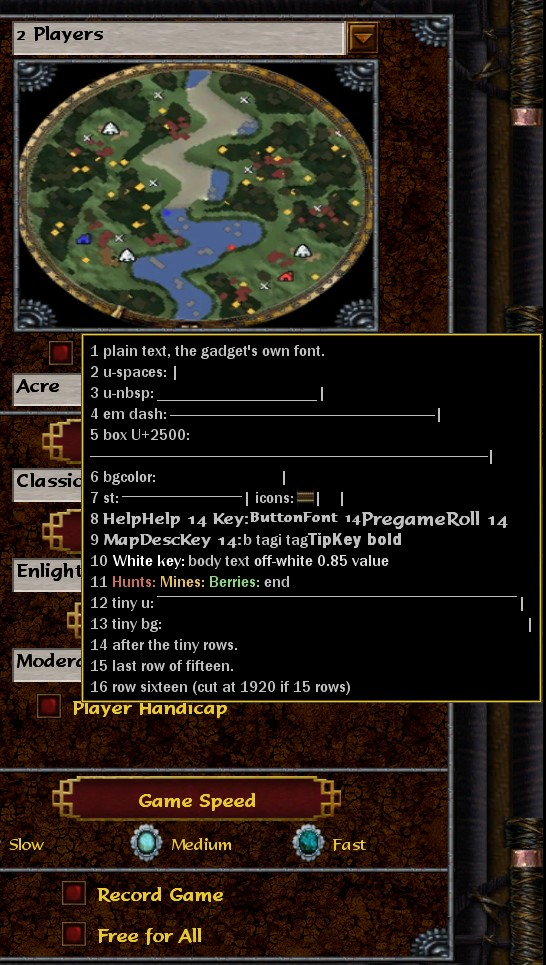 2 Players
1 plain text, the gadget's own font.
2 u-spaces: |
3 u-nbsp: ____________________|
4 em dash: ————————————————|
5 box U+2500:
────────────────────────────────|
6 bgcolor: |
7 st: ——————————| icons: | |
8 HelpHelp 14 Key:ButtonFont 14PregameRoll 14
9 MapDescKey 14:b tagi tagTipKey bold
10 White key: body text off-white 0.85 value
11 Hunts: Mines: Berries: end
12 tiny u: |
13 tiny bg: |
14 after the tiny rows.
15 last row of fifteen.
16 row sixteen (cut at 1920 if 15 rows)
Acre
Classic
Enlight
Modera
Player Handicap
Game Speed
Slow Medium Fast
Record Game
Free for All